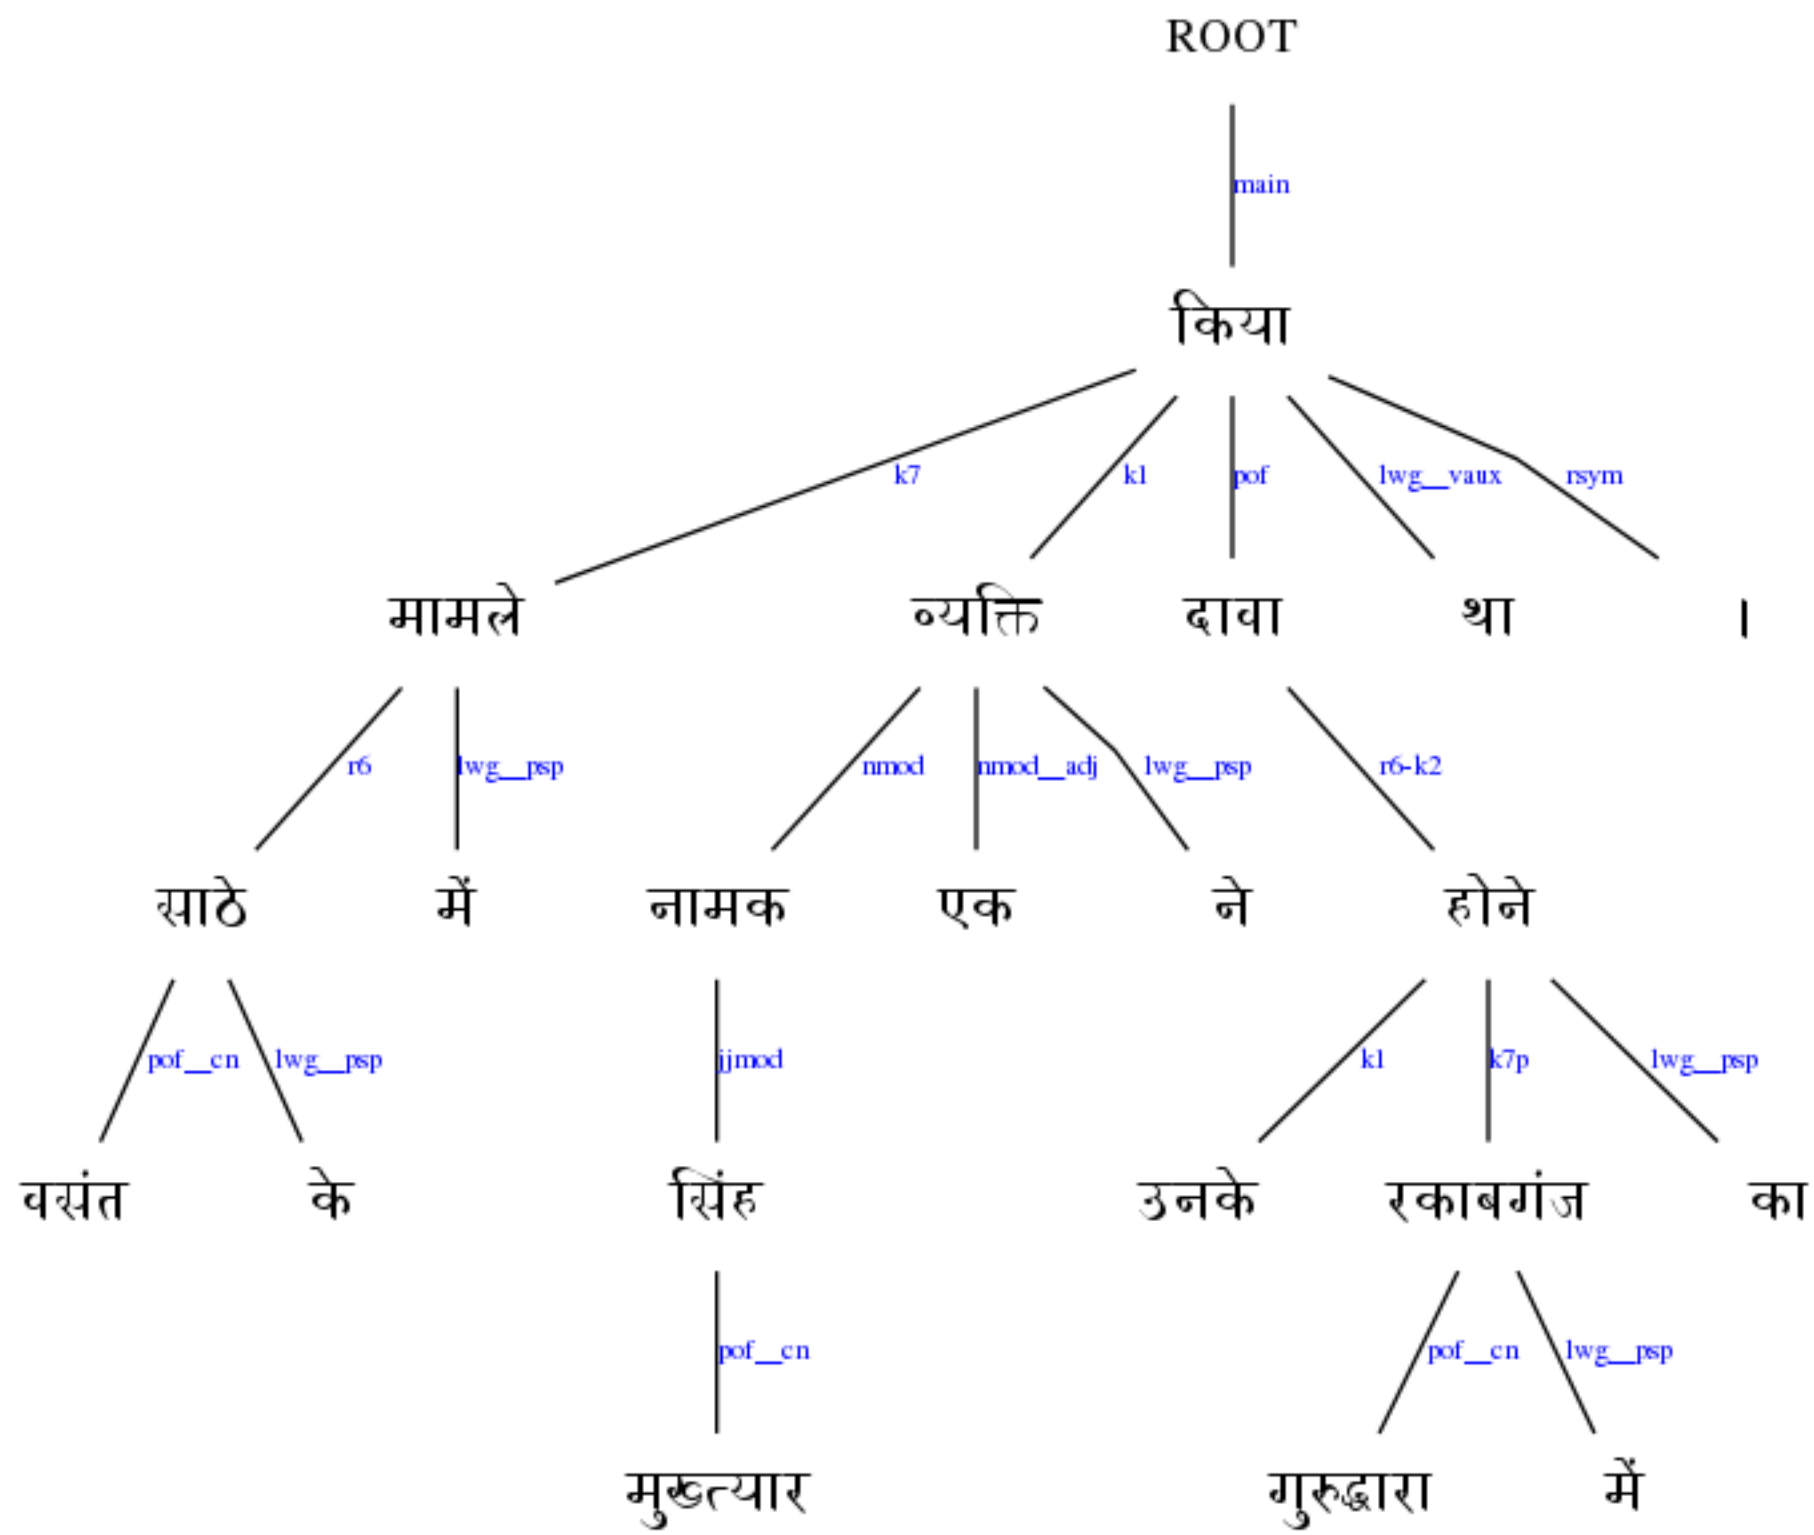 ROOT
main
किया
k7 k1 pof lwg__vaux rsym
मामले व्यक्ति दावा था ।
r6 lwg__psp nmod nmod__adj lwg__psp r6-k2
साठे में नामक एक ने होने
pof__cn lwg__psp jjmod k1 k7p lwg__psp
वसंत के सिंह उनके रकाबगंज का
pof__cn pof__cn lwg__psp
मुख्त्यार गुरुद्धारा में